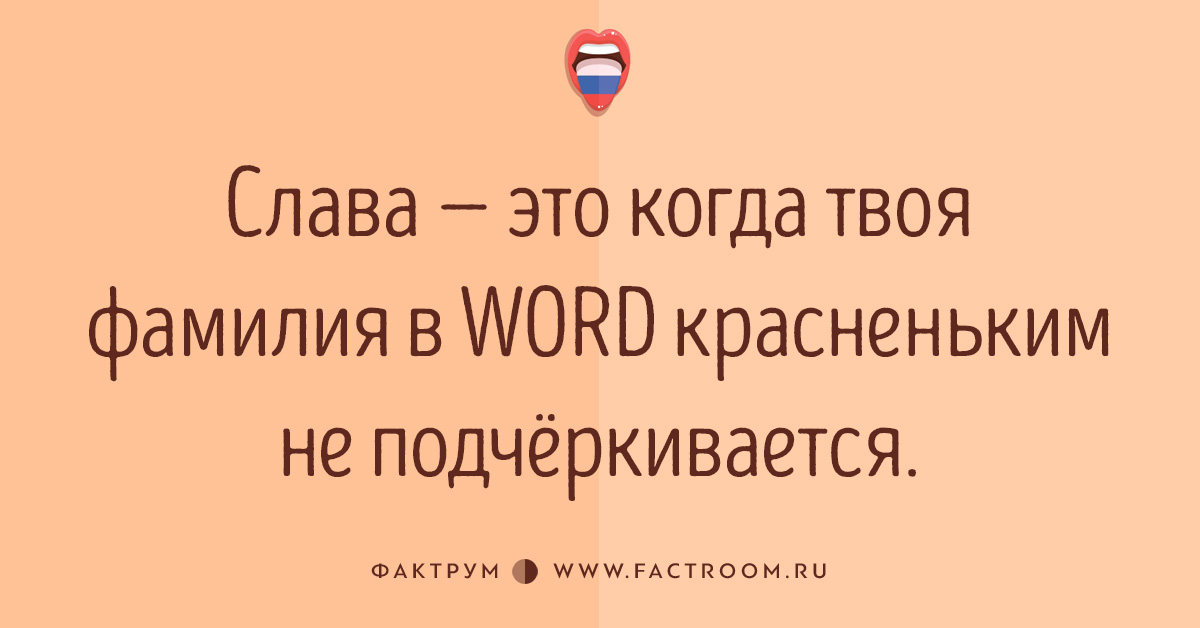 Слава – это когда твоя
фамилия в WORD красненьким
не подчёркивается.
ФАКТРУМ WWW.FACTROOM.RU